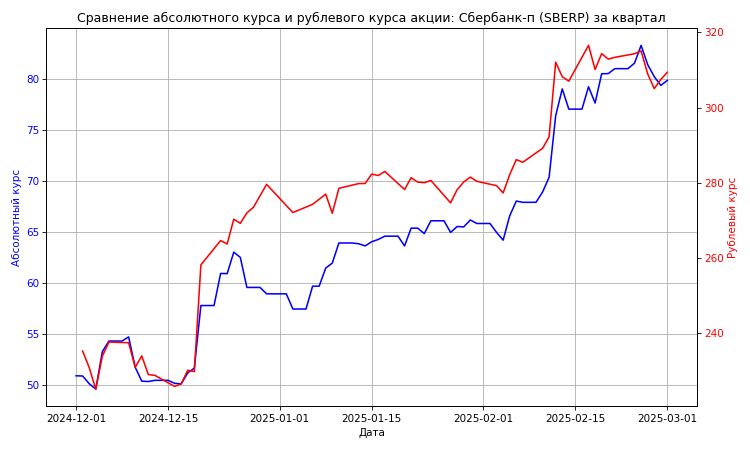 Сравнение абсолютного курса и рублевого курса акции: Сбербанк-п (SBERP) за квартал
320
80
300
75
70
280
Абсолютный курс
65
Рублевый курс
260
60
55
240
50
2024-12-01 2024-12-15 2025-01-01 2025-01-15 2025-02-01 2025-02-15 2025-03-01
Дата